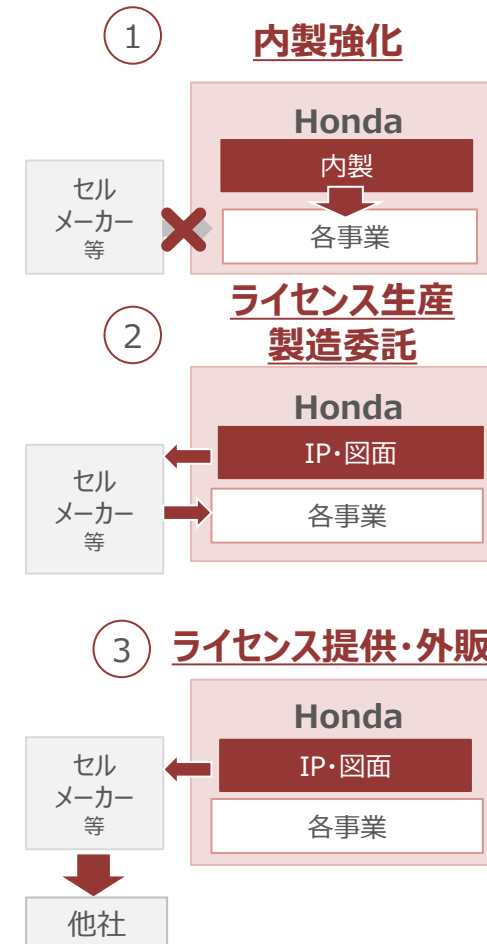 1
内製強化
Honda
内製
各事業
セル
メーカー
等
2
ライセンス生産
製造委託
Honda
IP・図面
各事業
セル
メーカー
等
3
ライセンス提供・外販
Honda
IP・図面
各事業
セル
メーカー
等
他社